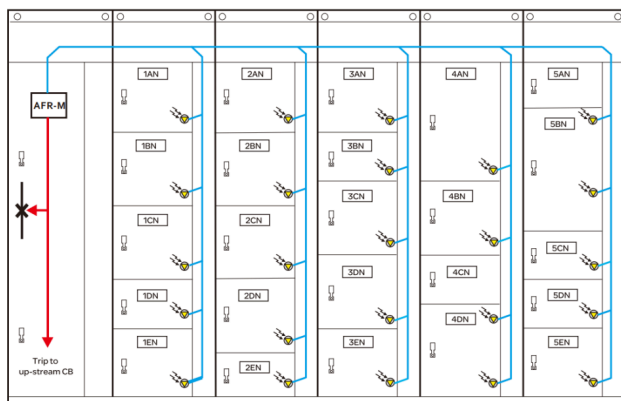 1AN
2AN
3AN
4AN
5AN
AFR-M
5BN
1BN
2BN
3BN
3CN
4BN
1CN
2CN
5CN
3DN
4CN
1DN
2DN
5DN
4DN
1EN
3EN
5EN
Trip to
up-stream CB
2EN